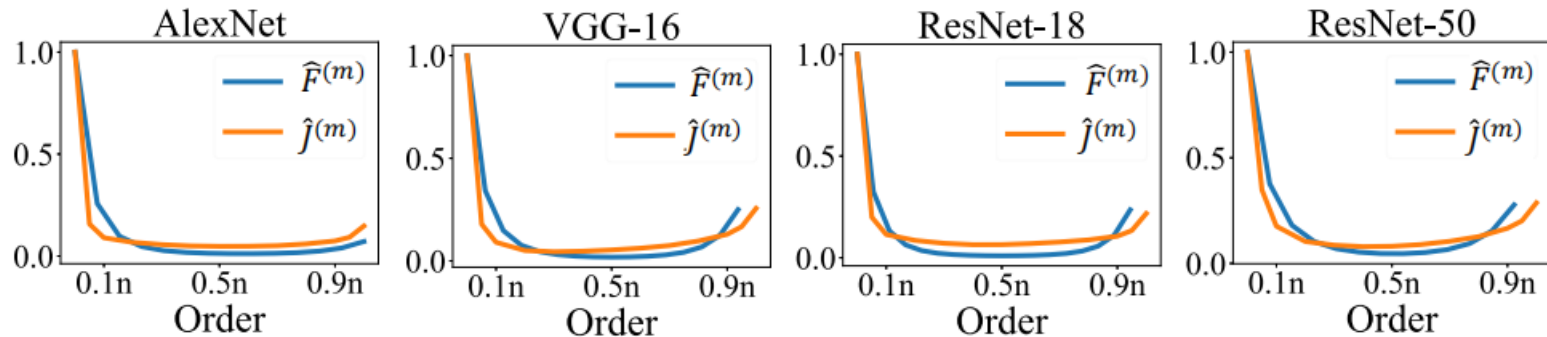 AlexNet
1.0
0.5
0.0
F̂(m)
ĵ(m)
0.1n 0.5n 0.9n
Order
VGG-16
1.0
0.5
0.0
F̂(m)
ĵ(m)
0.1n 0.5n 0.9n
Order
ResNet-18
1.0
0.5
0.0
F̂(m)
ĵ(m)
0.1n 0.5n 0.9n
Order
ResNet-50
1.0
0.5
0.0
F̂(m)
ĵ(m)
0.1n 0.5n 0.9n
Order